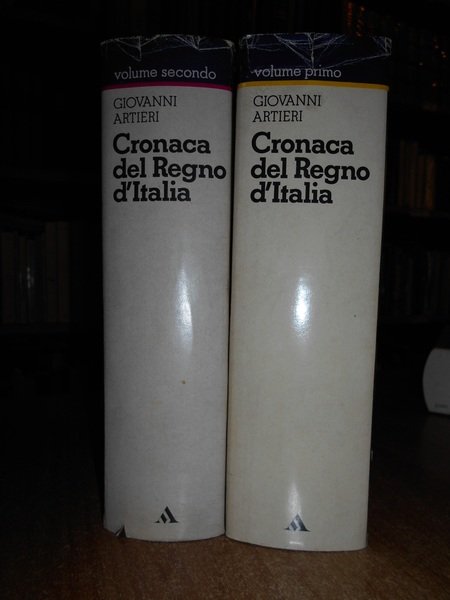 volume secondo
GIOVANNI
ARTIERI
Cronaca
del Regno
d'Italia
volume primo
GIOVANNI
ARTIERI
Cronaca
del Regno
d'Italia